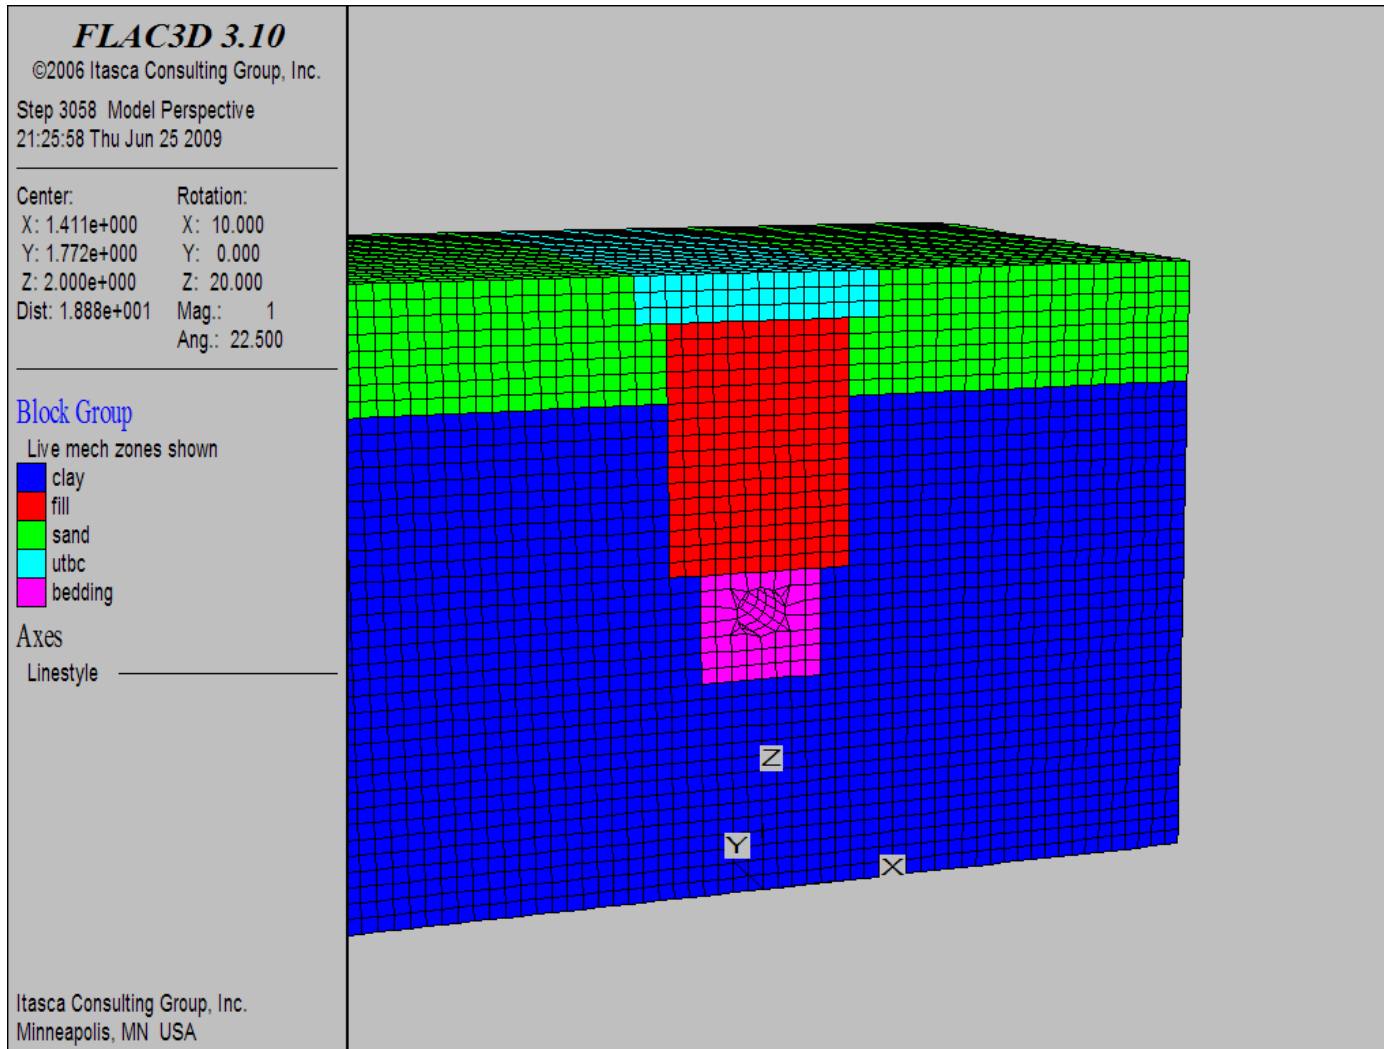 FLAC3D 3.10
©2006 Itasca Consulting Group, Inc.
Step 3058 Model Perspective
21:25:58 Thu Jun 25 2009
Center: Rotation:
X: 1.411e+000 X: 10.000
Y: 1.772e+000 Y: 0.000
Z: 2.000e+000 Z: 20.000
Dist: 1.888e+001 Mag.: 1
Ang.: 22.500
Block Group
Live mech zones shown
clay
fill
sand
utbc
bedding
Axes
Linestyle
Z
Y
X
Itasca Consulting Group, Inc.
Minneapolis, MN USA